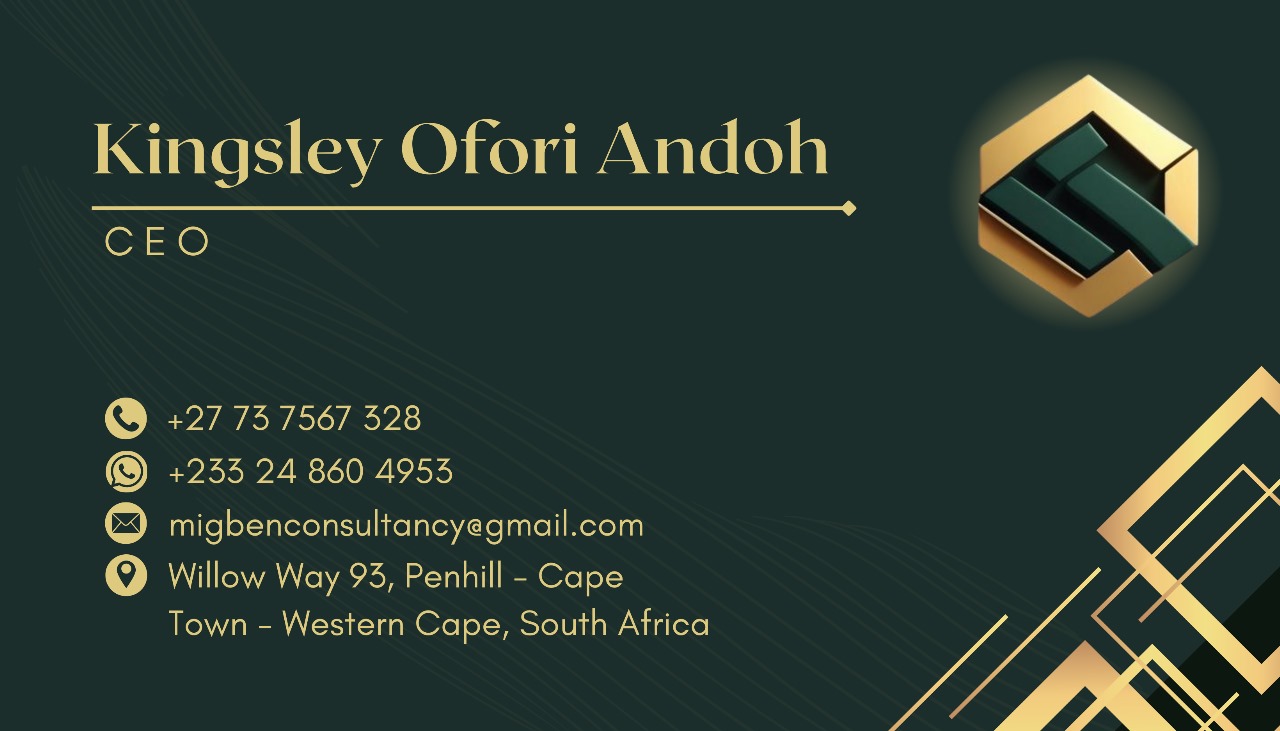 Kingsley Ofori Andoh
CEO
+27 73 7567 328
+233 24 860 4953
migbenconsultancy@gmail.com
Willow Way 93, Penhill - Cape
Town - Western Cape, South Africa